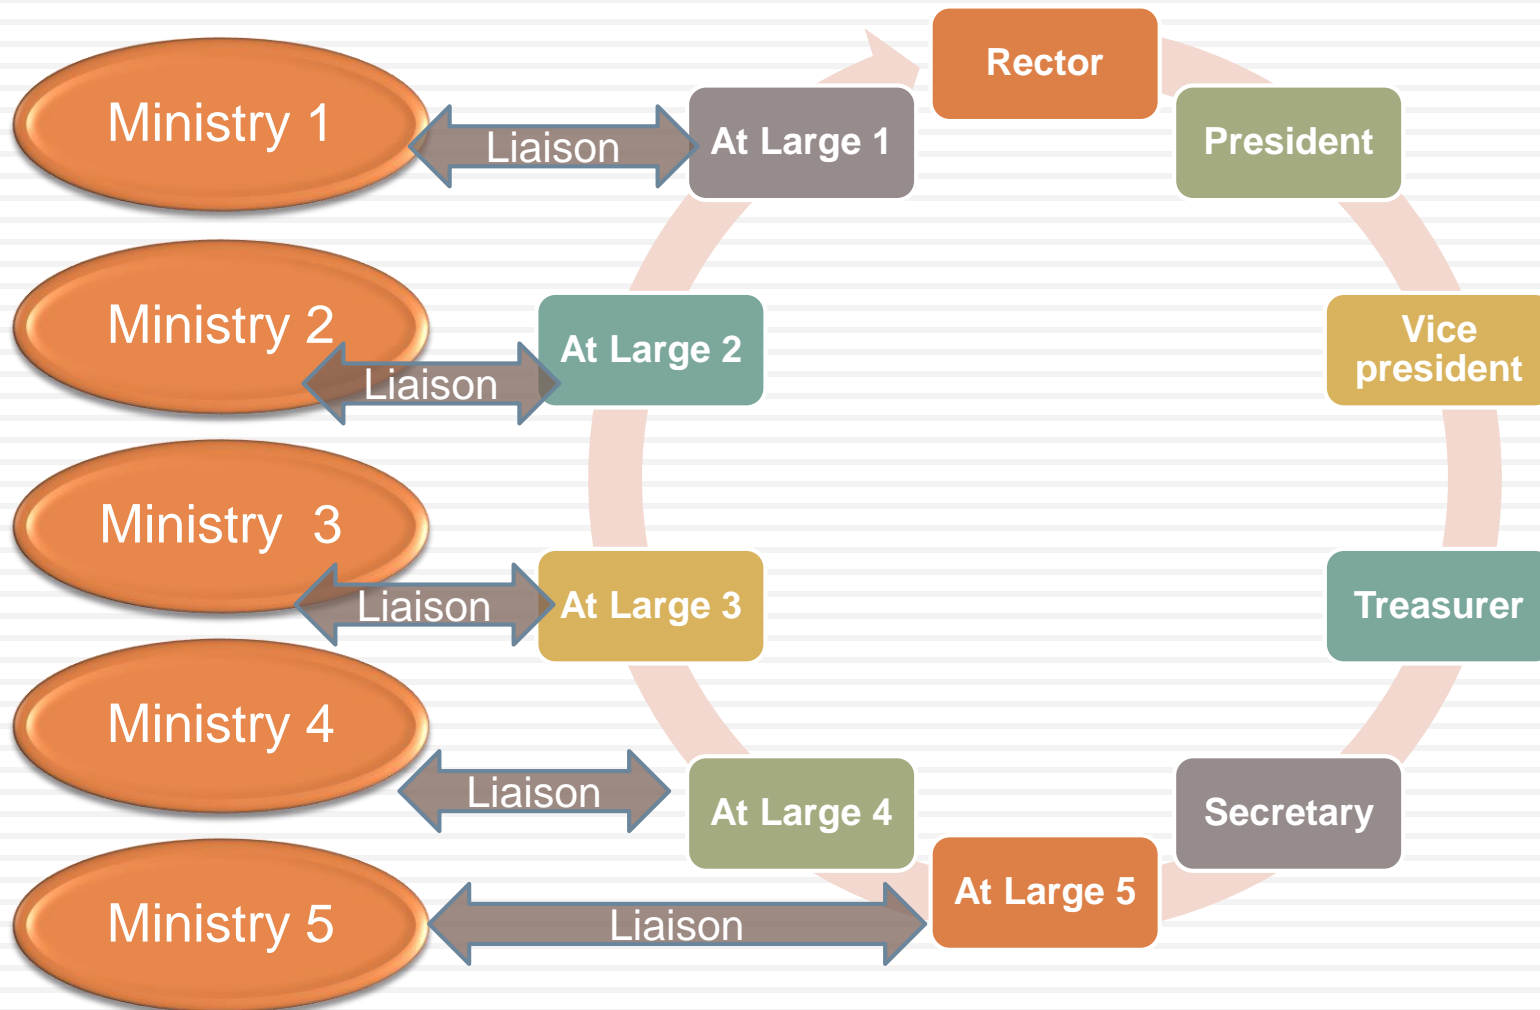 Rector
Ministry 1
Liaison
At Large 1
President
Ministry 2
Liaison
At Large 2
Vice
president
Ministry  3
Liaison
At Large 3
Treasurer
Ministry 4
Liaison
At Large 4
Secretary
Ministry 5
Liaison
At Large 5